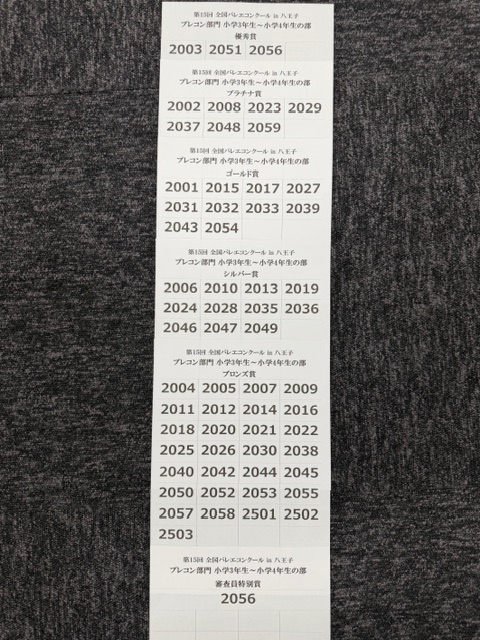 第15回 全国バレエコンクール in 八王子
プレコン部門 小学3年生～小学4年生の部
優秀賞
2003 2051 2056
第15回 全国バレエコンクール in 八王子
プレコン部門 小学3年生～小学4年生の部
プラチナ賞
2002 2008 2023 2029
2037 2048 2059
第15回 全国バレエコンクール in 八王子
プレコン部門 小学3年生～小学4年生の部
ゴールド賞
2001 2015 2017 2027
2031 2032 2033 2039
2043 2054
第15回 全国バレエコンクール in 八王子
プレコン部門 小学3年生～小学4年生の部
シルバー賞
2006 2010 2013 2019
2024 2028 2035 2036
2046 2047 2049
第15回 全国バレエコンクール in 八王子
プレコン部門 小学3年生～小学4年生の部
ブロンズ賞
2004 2005 2007 2009
2011 2012 2014 2016
2018 2020 2021 2022
2025 2026 2030 2038
2040 2042 2044 2045
2050 2052 2053 2055
2057 2058 2501 2502
2503
第15回 全国バレエコンクール in 八王子
プレコン部門 小学3年生～小学4年生の部
審査員特別賞
2056